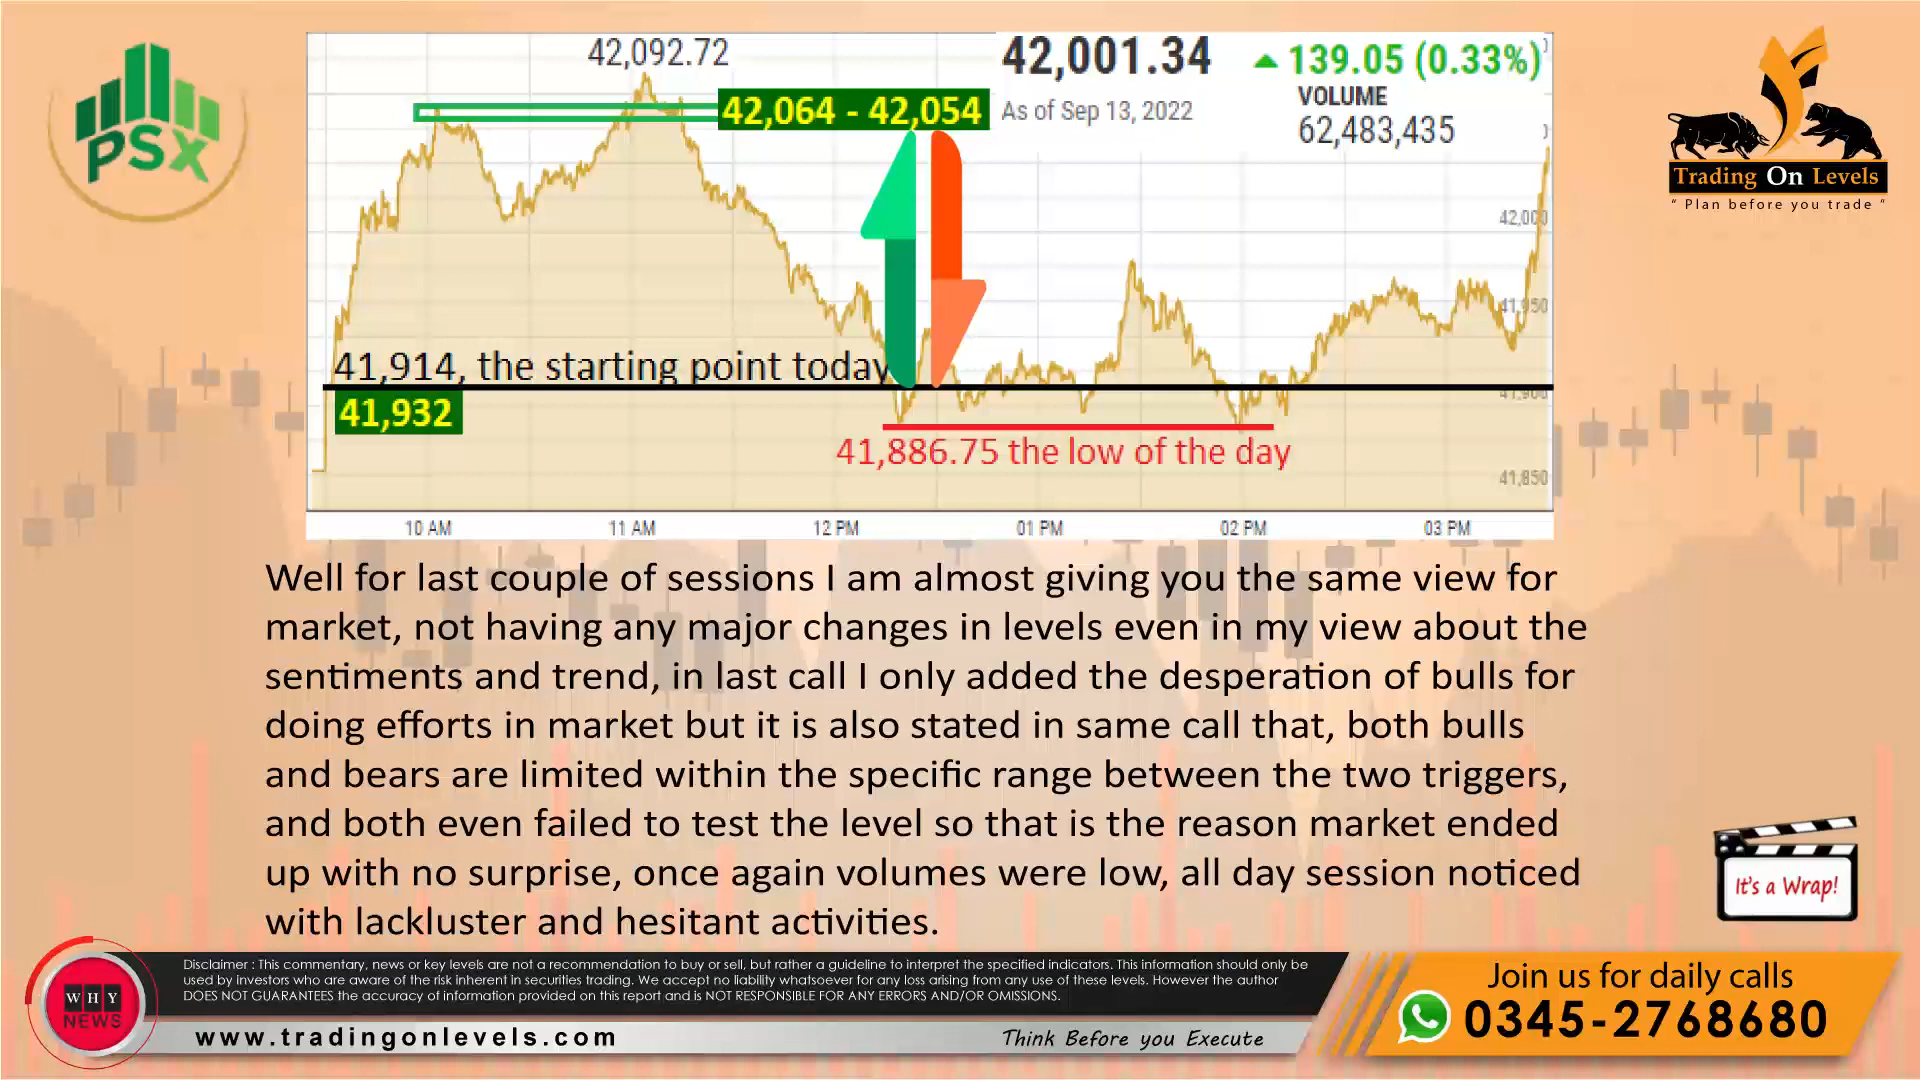 PSX
42,092.72
42,064 - 42,054
42,001.34
139.05 (0.33%)
As of Sep 13, 2022
VOLUME
62,483,435
Trading On Levels
" Plan before you trade "
42,000
41,950
41,900
41,850
41,914, the starting point today
41,932
41,886.75 the low of the day
10 AM 11 AM 12 PM 01 PM 02 PM 03 PM
Well for last couple of sessions I am almost giving you the same view for
market, not having any major changes in levels even in my view about the
sentiments and trend, in last call I only added the desperation of bulls for
doing efforts in market but it is also stated in same call that, both bulls
and bears are limited within the specific range between the two triggers,
and both even failed to test the level so that is the reason market ended
up with no surprise, once again volumes were low, all day session noticed
with lackluster and hesitant activities.
It's a Wrap!
WHY
NEWS
Disclaimer : This commentary, news or key levels are not a recommendation to buy or sell, but rather a guideline to interpret the specified indicators. This information should only be
used by investors who are aware of the risk inherent in securities trading. We accept no liability whatsoever for any loss arising from any use of these levels. However the author
DOES NOT GUARANTEES the accuracy of information provided on this report and is NOT RESPONSIBLE FOR ANY ERRORS AND/OR OMISSIONS.
www.tradingonlevels.com
Think Before you Execute
Join us for daily calls
0345-2768680